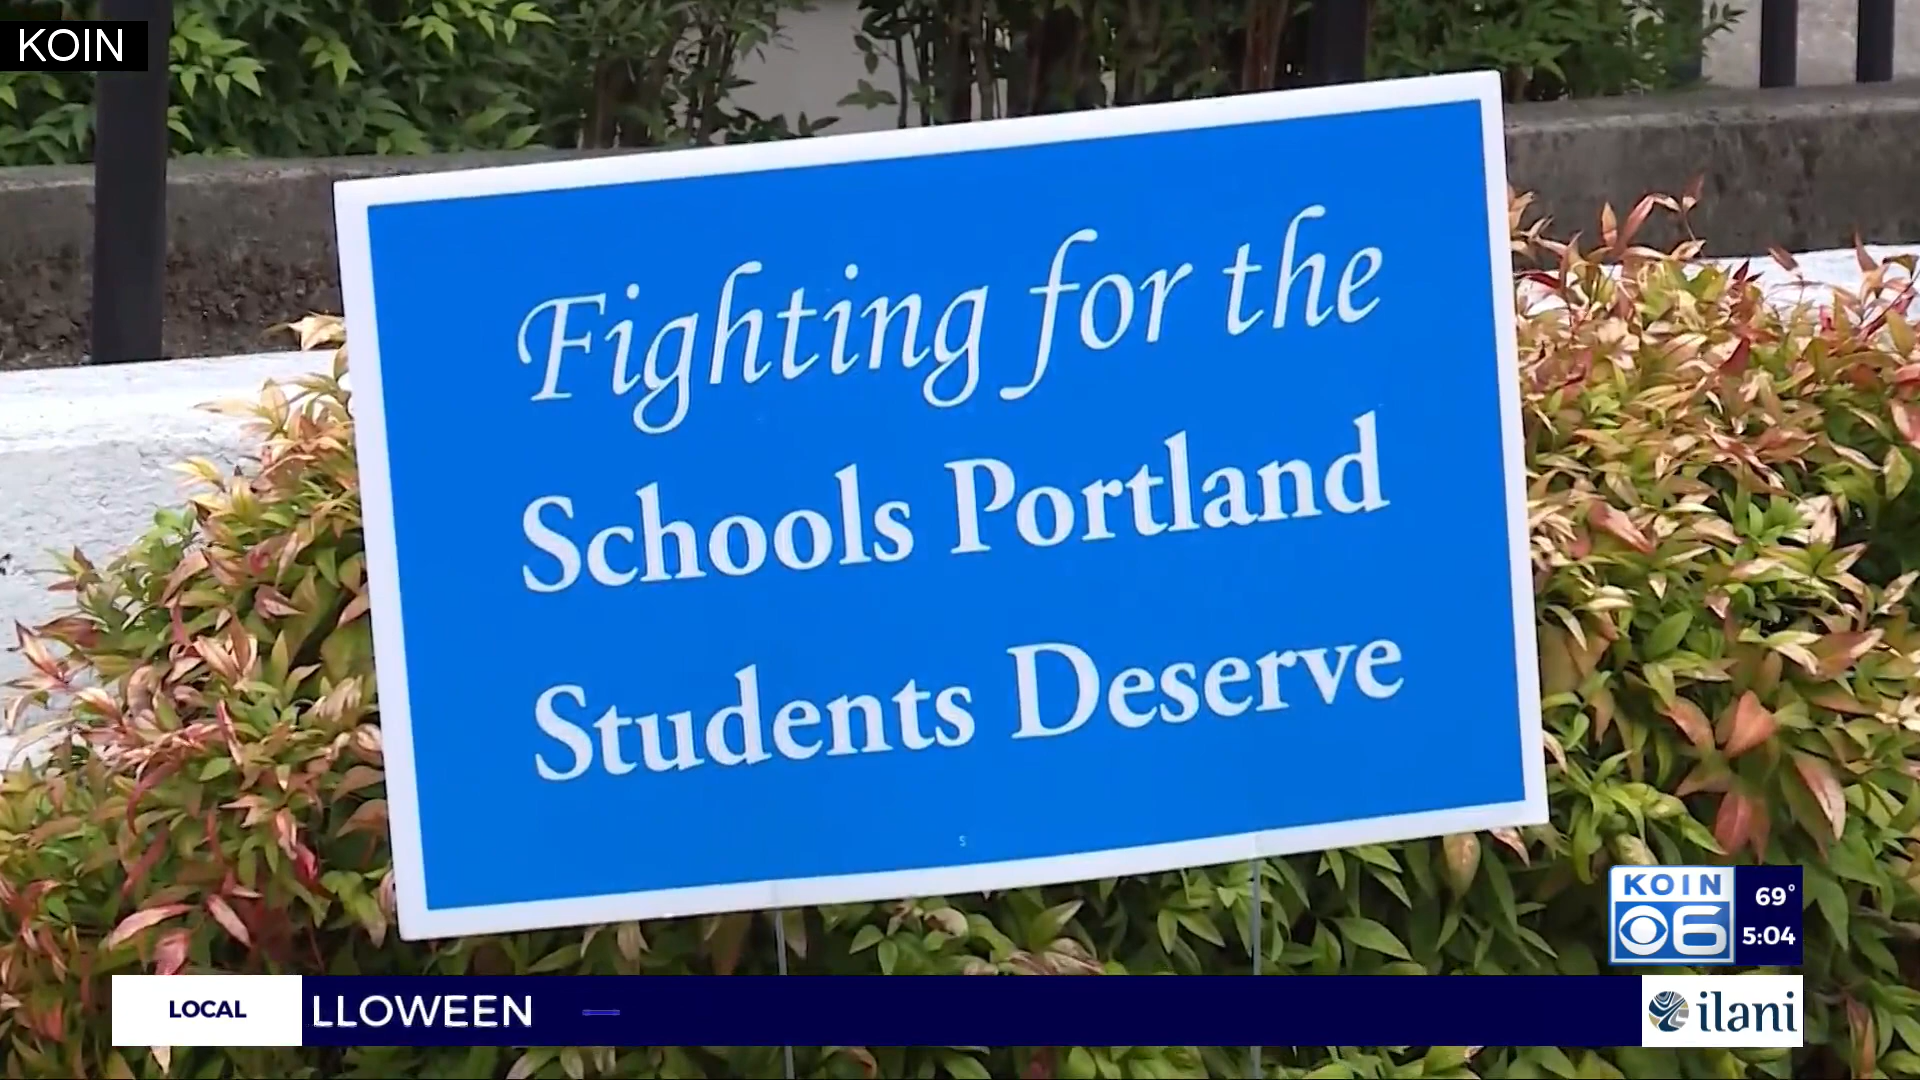 KOIN
Fighting for the
Schools Portland
Students Deserve
s
KOIN
6
69°
5:04
LOCAL
LLOWEEN
ilani